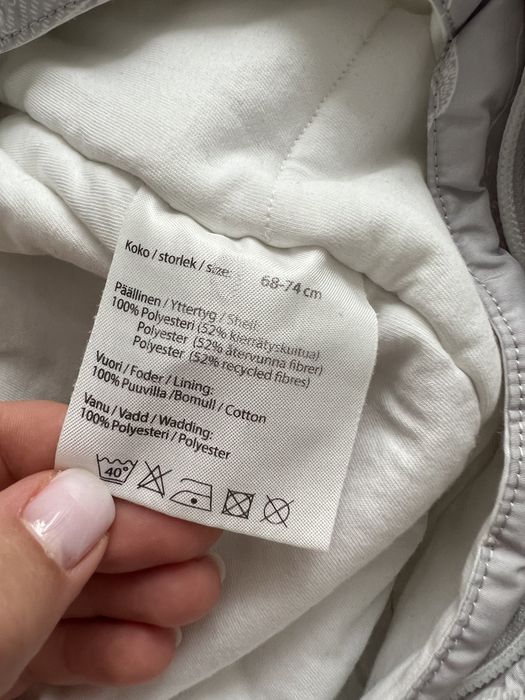 Koko / storlek / size: 68-74 cm
Päällinen / Yttertyg / Shell:
100% Polyesteri (52% kierrätyskuitua)
Polyester (52% återvunna fibrer)
Polyester (52% recycled fibres)
Vuori / Foder / Lining:
100% Puuvilla /Bomull / Cotton
Vanu / Vadd / Wadding:
100% Polyesteri / Polyester
40°